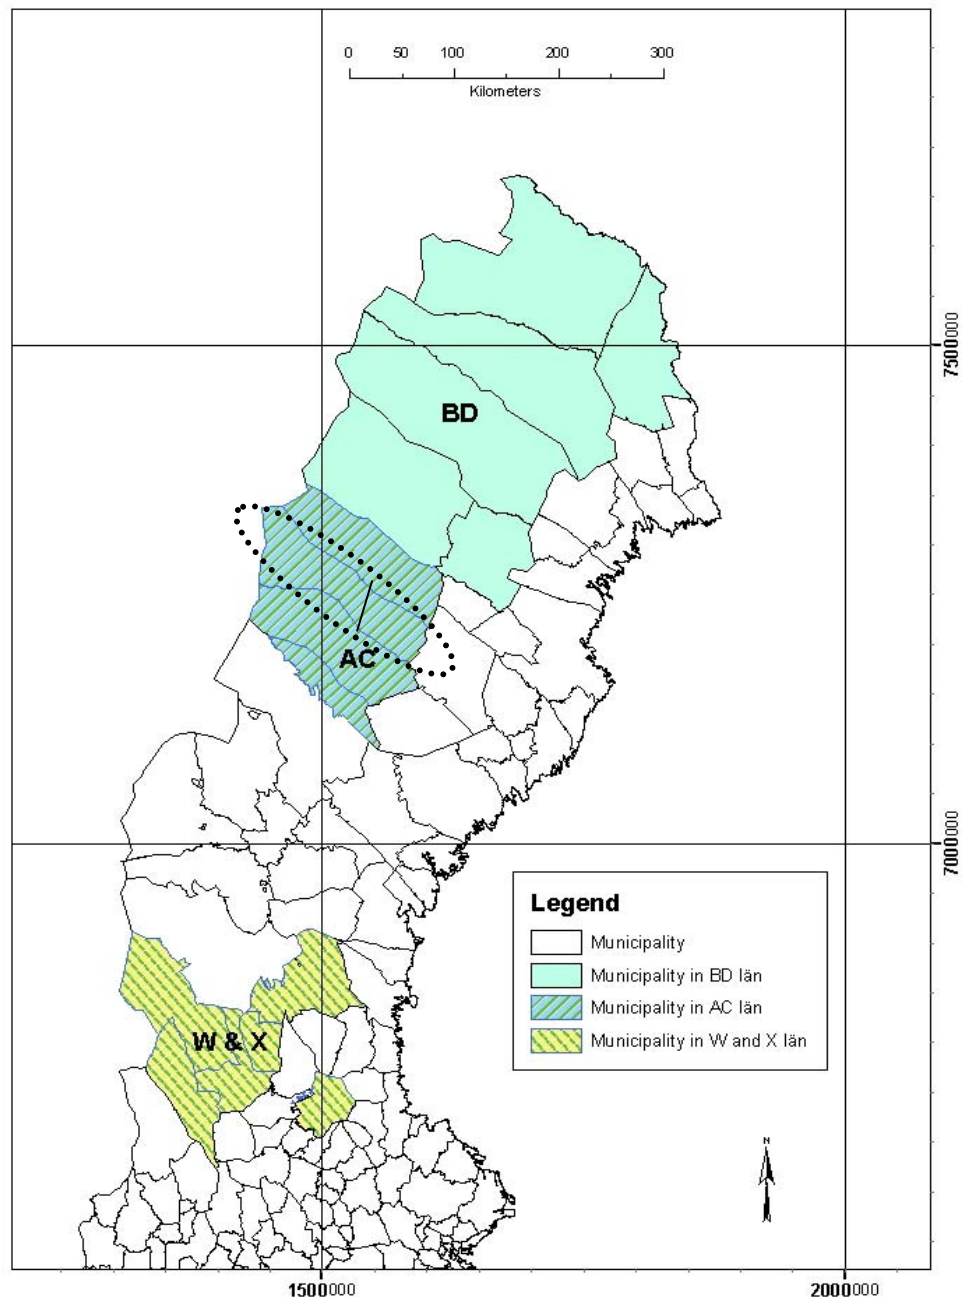 0 50 100 200 300
Kilometers
7500000
BD
AC
7000000
Legend
Municipality
Municipality in BD län
Municipality in AC län
Municipality in W and X län
W & X
N
1500000 2000000